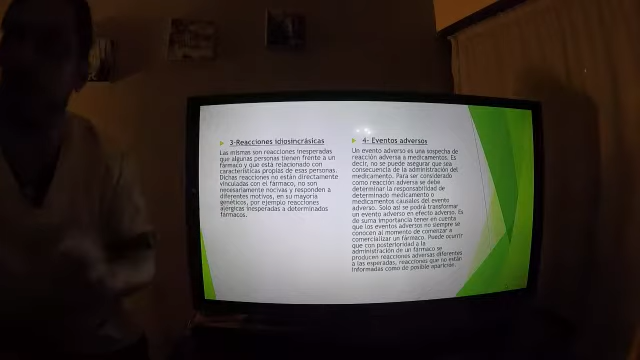 3-Reacciones idiosincrásicas
Las mismas son reacciones inesperadas
que algunas personas tienen frente a un
fármaco y que está relacionado con
características propias de esas personas.
Dichas reacciones no están directamente
vinculadas con el fármaco, no son
necesariamente nocivas y responden a
diferentes motivos, en su mayoría
genéticos, por ejemplo reacciones
alérgicas inesperadas a determinados
fármacos.
4- Eventos adversos
Un evento adverso es una sospecha de
reacción adversa a medicamentos. Es
decir, no se puede asegurar que sea
consecuencia de la administración del
medicamento. Para ser considerado
como reacción adversa se debe
determinar la responsabilidad de
determinado medicamento o
medicamentos causales del evento
adverso. Solo así se podrá transformar
un evento adverso en efecto adverso. Es
de suma importancia tener en cuenta
que los eventos adversos no siempre se
conocen al momento de comenzar a
comercializar un fármaco. Puede ocurrir
que con posterioridad a la
administración de un fármaco se
producen reacciones adversas diferentes
a las esperadas, reacciones que no están
informadas como de posible aparición.